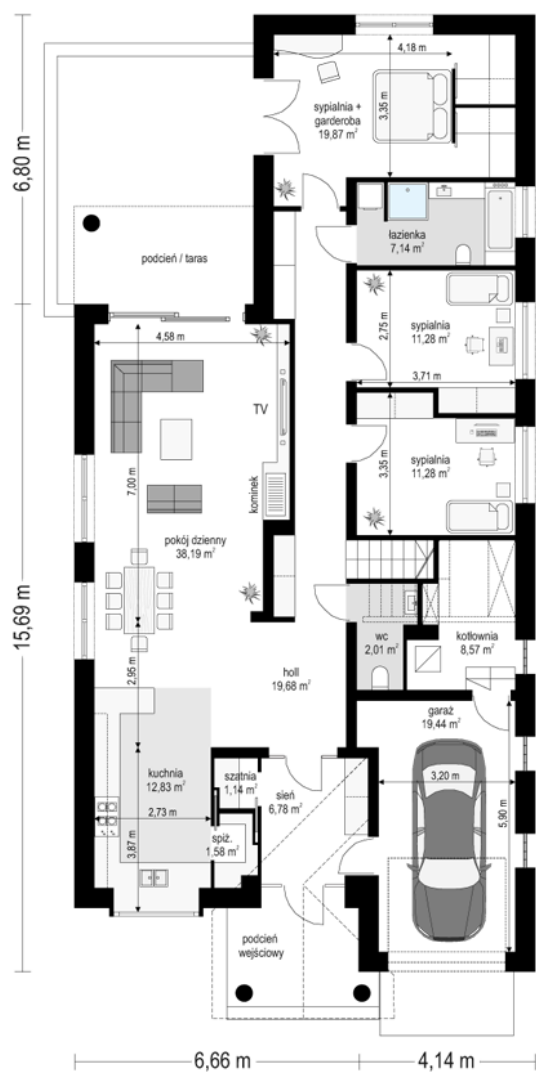 4,18 m
3,35 m
sypialnia +
garderoba
19,87 m²
6,80 m
łazienka
7,14 m²
podcień / taras
2,75 m
sypialnia
11,28 m²
3,71 m
4,58 m
TV
7,00 m
kominek
3,35 m
sypialnia
11,28 m²
pokój dzienny
38,19 m²
15,69 m
wc
2,01 m²
kotłownia
8,57 m²
2,95 m
holl
19,68 m²
garaż
19,44 m²
kuchnia
12,83 m²
2,73 m
3,87 m
szatnia
1,14 m²
sień
6,78 m²
3,20 m
5,90 m
spiż.
1,58 m²
podcień
wejściowy
6,66 m
4,14 m